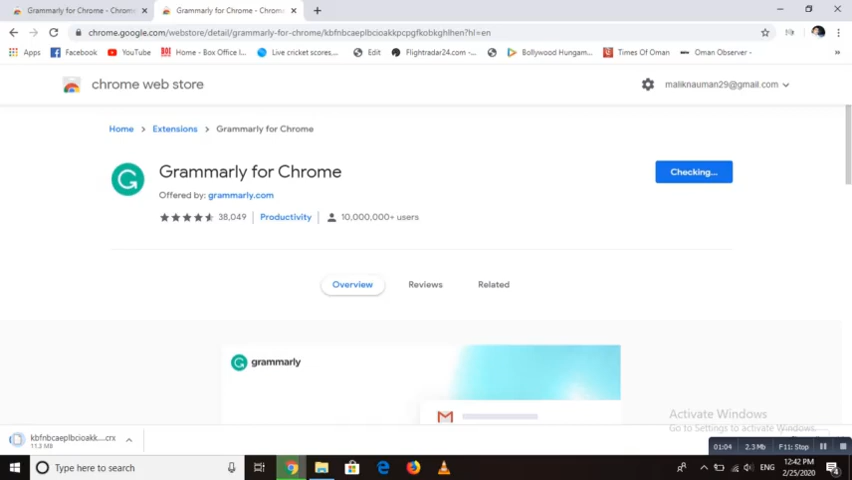 Grammarly for Chrome - Chrome
Grammarly for Chrome - Chrome
chrome.google.com/webstore/detail/grammarly-for-chrome/kbfnbcaeplbcioakkpcpgfkobkghlhen?hl=en
Apps Facebook YouTube Home - Box Office I... Live cricket scores,... Edit Flightradar24.com -... Bollywood Hungam... Times Of Oman Oman Observer -
chrome web store
maliknauman29@gmail.com
Home > Extensions > Grammarly for Chrome
Grammarly for Chrome
Checking...
Offered by: grammarly.com
38,049 Productivity 10,000,000+ users
Overview Reviews Related
grammarly
Activate Windows
Go to Settings to activate Windows.
kbfnbcaeplbcioakk....crx
11.3 MB
01:04 2.3 Mb F11: Stop
Type here to search
ENG
12:42 PM
2/25/2020
4